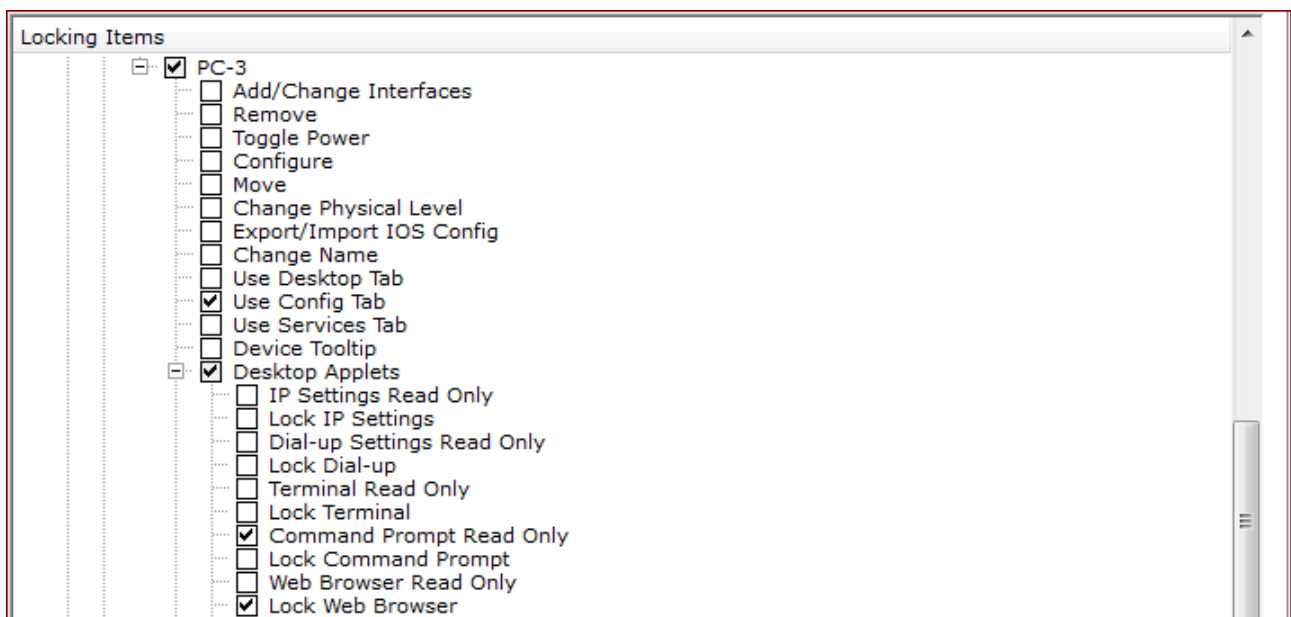 Locking Items
PC-3
Add/Change Interfaces
Remove
Toggle Power
Configure
Move
Change Physical Level
Export/Import IOS Config
Change Name
Use Desktop Tab
Use Config Tab
Use Services Tab
Device Tooltip
Desktop Applets
IP Settings Read Only
Lock IP Settings
Dial-up Settings Read Only
Lock Dial-up
Terminal Read Only
Lock Terminal
Command Prompt Read Only
Lock Command Prompt
Web Browser Read Only
Lock Web Browser